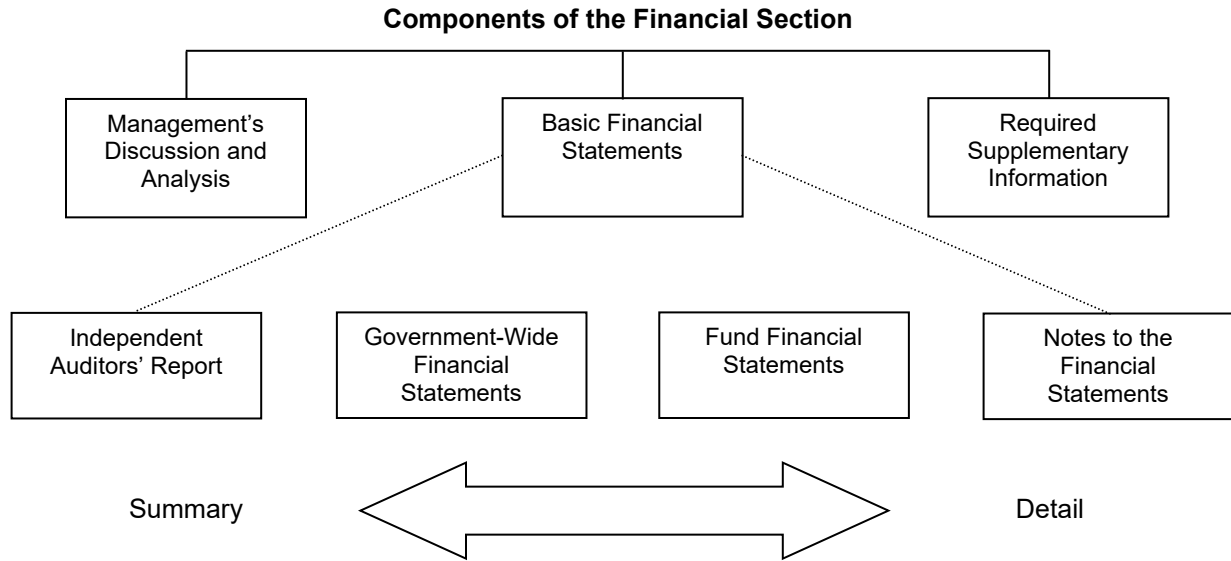 Components of the Financial Section
Management’s
Discussion and
Analysis
Basic Financial
Statements
Required
Supplementary
Information
Independent
Auditors’ Report
Government-Wide
Financial
Statements
Fund Financial
Statements
Notes to the
Financial
Statements
Summary
Detail